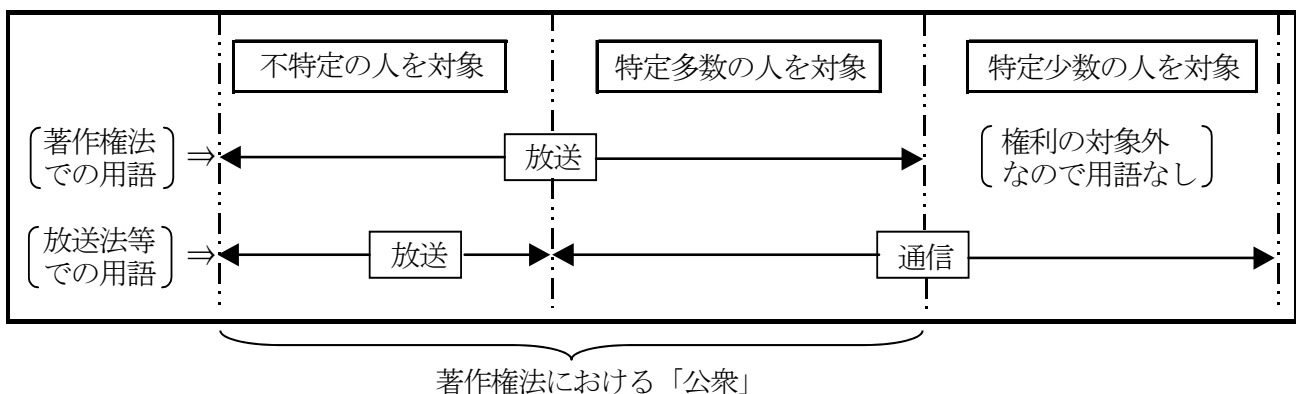 不特定の人を対象
特定多数の人を対象
特定少数の人を対象
著作権法
での用語
⇒
放送
権利の対象外
なので用語なし
放送法等
での用語
⇒
放送
通信
著作権法における「公衆」